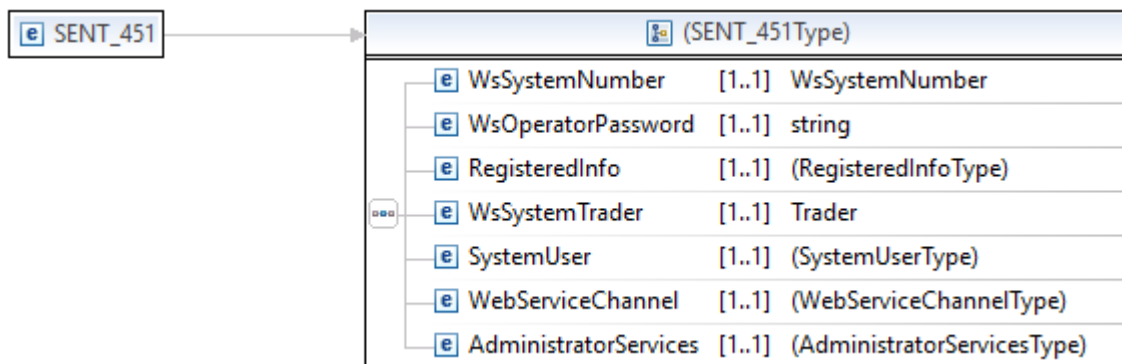 e SENT_451
(SENT_451Type)
e WsSystemNumber [1..1] WsSystemNumber
e WsOperatorPassword [1..1] string
e RegisteredInfo [1..1] (RegisteredInfoType)
e WsSystemTrader [1..1] Trader
e SystemUser [1..1] (SystemUserType)
e WebServiceChannel [1..1] (WebServiceChannelType)
e AdministratorServices [1..1] (AdministratorServicesType)